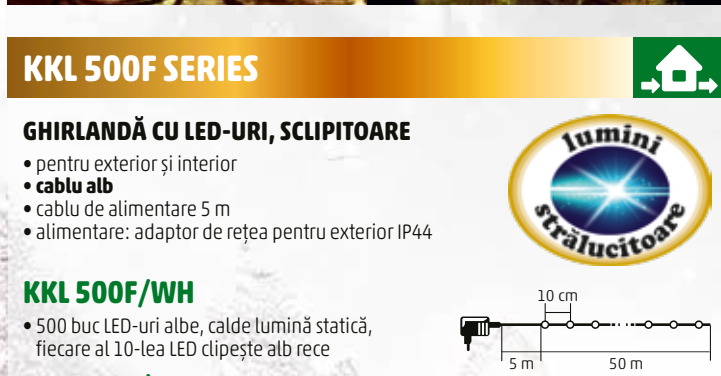 KKL 500F SERIES
GHIRLANDĂ CU LED-URI, SCLIPITOARE
• pentru exterior și interior
• cablu alb
• cablu de alimentare 5 m
• alimentare: adaptor de rețea pentru exterior IP44
lumini
strălucitoare
KKL 500F/WH
• 500 buc LED-uri albe, calde lumină statică,
fiecare al 10-lea LED clipește alb rece
10 cm
5 m
50 m